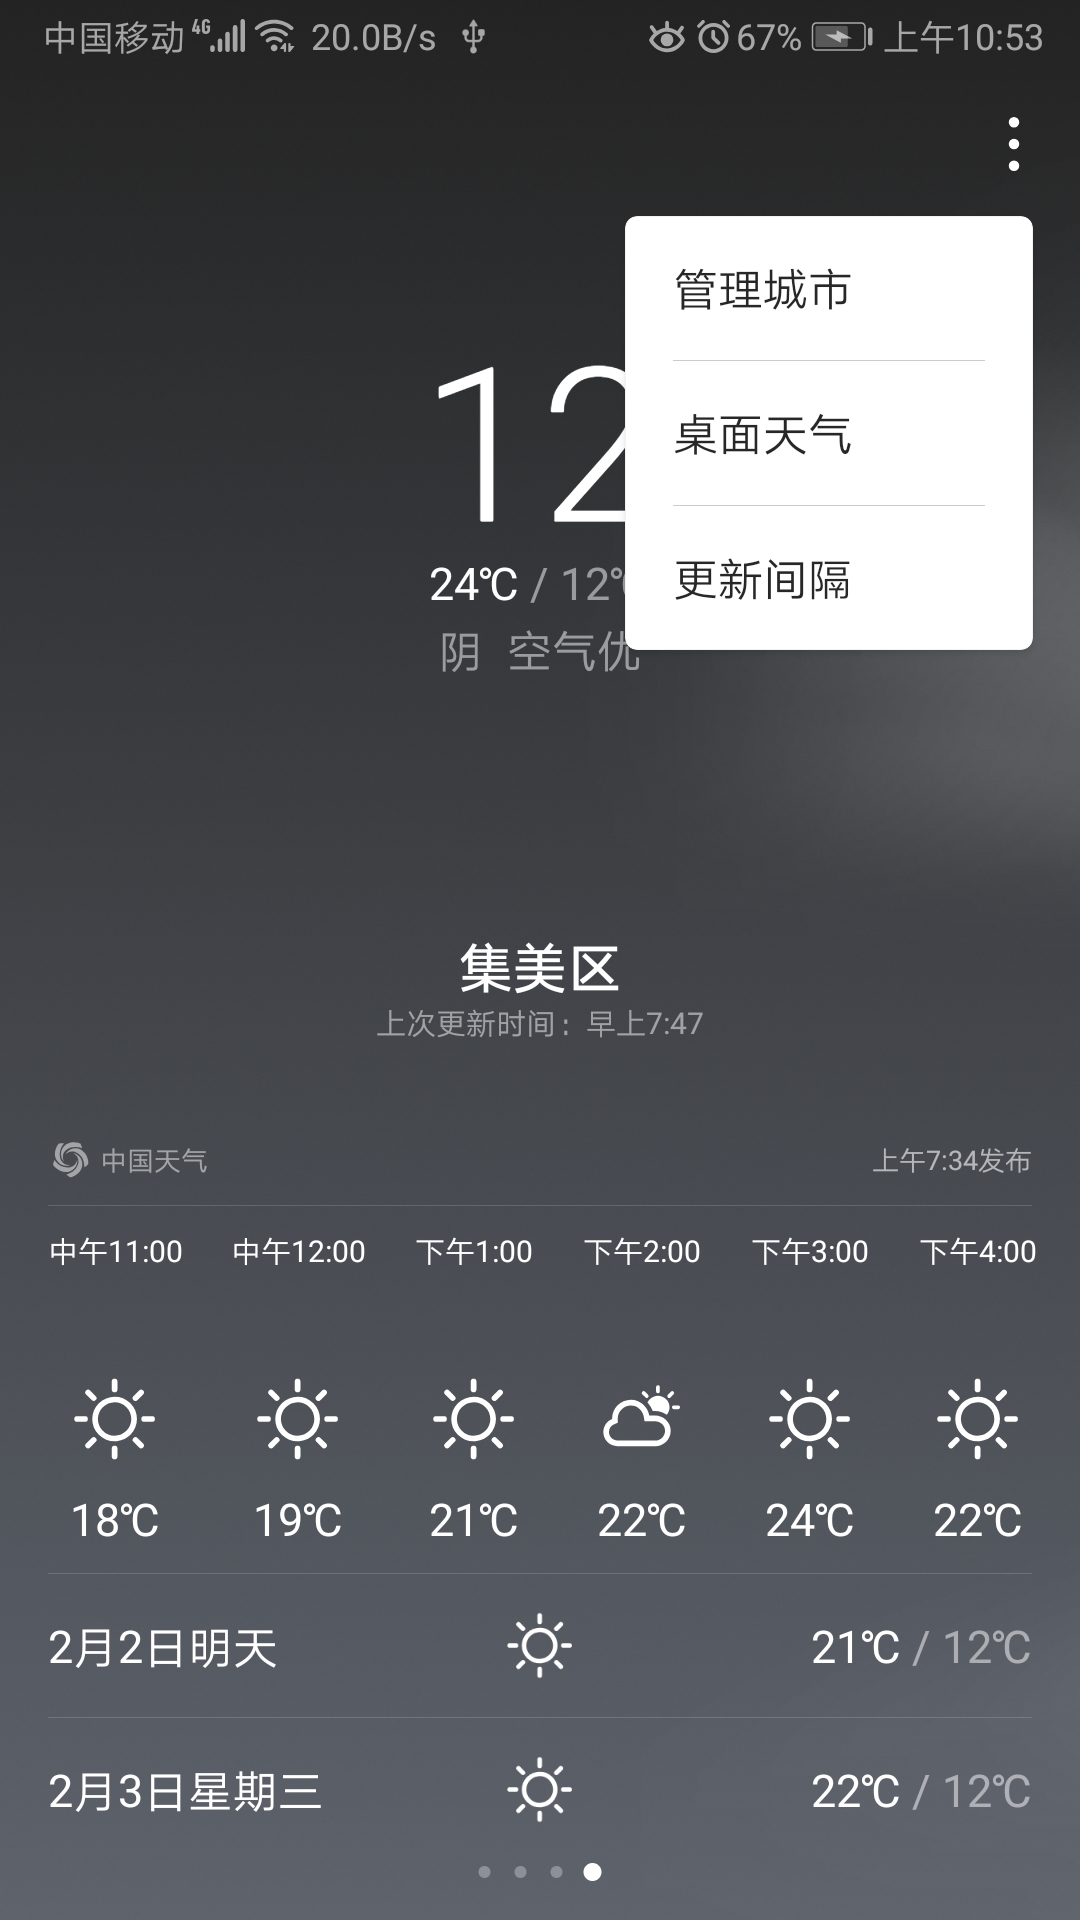 中国移动 4G 20.0B/s 67% 上午10:53
管理城市
桌面天气
更新间隔
12
24℃ / 12°
阴 空气优
集美区
上次更新时间：早上7:47
中国天气 上午7:34发布
中午11:00 中午12:00 下午1:00 下午2:00 下午3:00 下午4:00
18℃ 19℃ 21℃ 22℃ 24℃ 22℃
2月2日明天 21℃ / 12℃
2月3日星期三 22℃ / 12℃